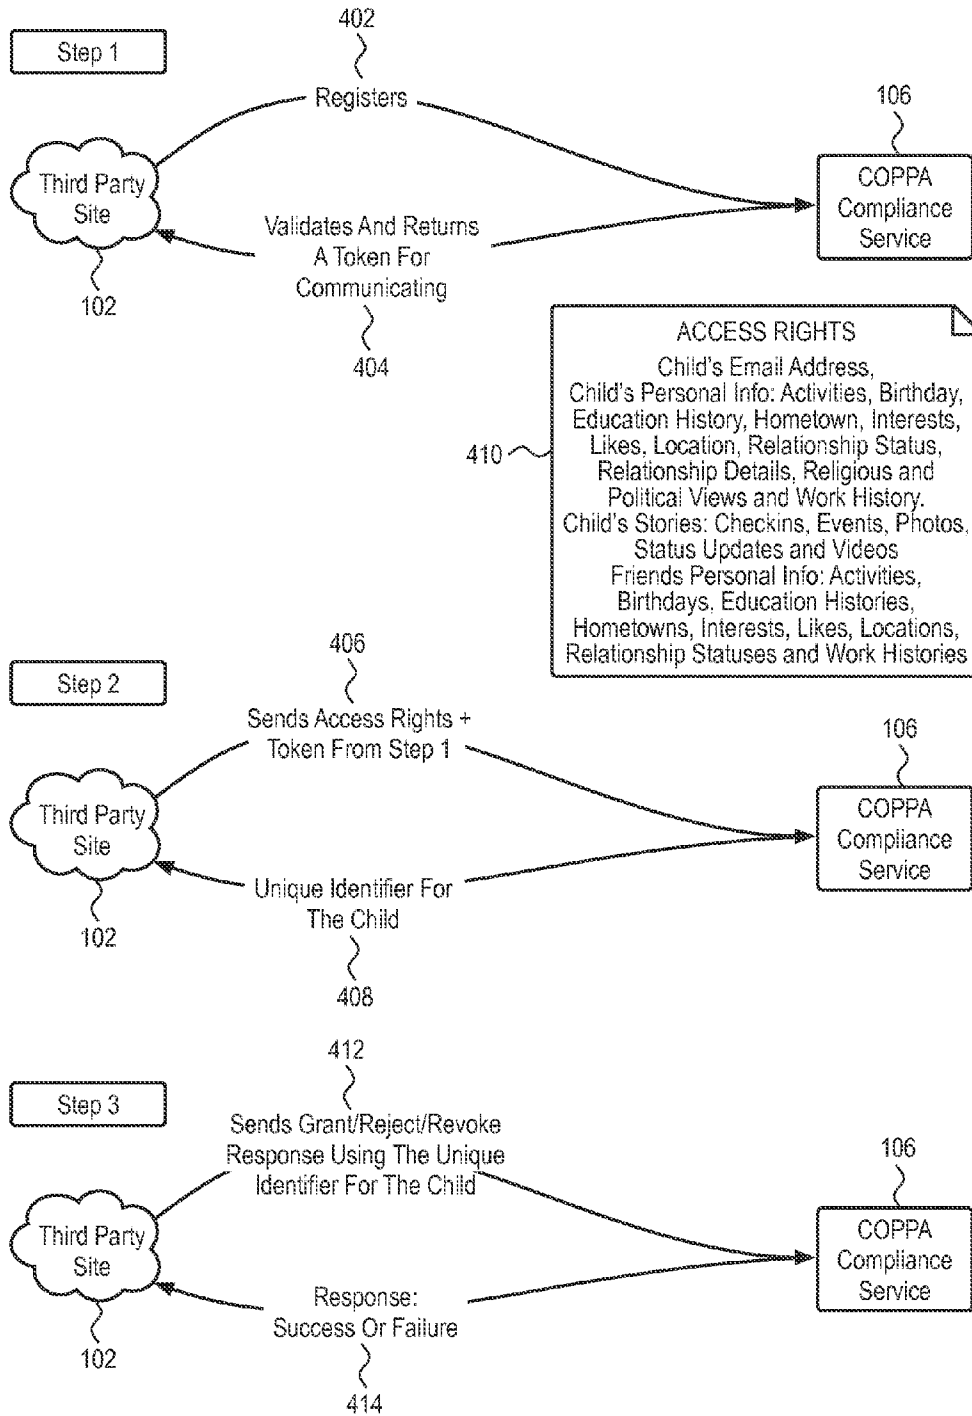 402
Step 1
Registers
106
Third Party
Site
COPPA
Compliance
Service
Validates And Returns
A Token For
Communicating
102
404
ACCESS RIGHTS
Child's Email Address,
Child's Personal Info: Activities, Birthday,
Education History, Hometown, Interests,
Likes, Location, Relationship Status,
Relationship Details, Religious and
Political Views and Work History.
Child's Stories: Checkins, Events, Photos,
Status Updates and Videos
Friends Personal Info: Activities,
Birthdays, Education Histories,
Hometowns, Interests, Likes, Locations,
Relationship Statuses and Work Histories
410
406
Step 2
Sends Access Rights +
Token From Step 1
106
Third Party
Site
COPPA
Compliance
Service
Unique Identifier For
The Child
102
408
412
Step 3
Sends Grant/Reject/Revoke
Response Using The Unique
Identifier For The Child
106
Third Party
Site
COPPA
Compliance
Service
Response:
Success Or Failure
102
414